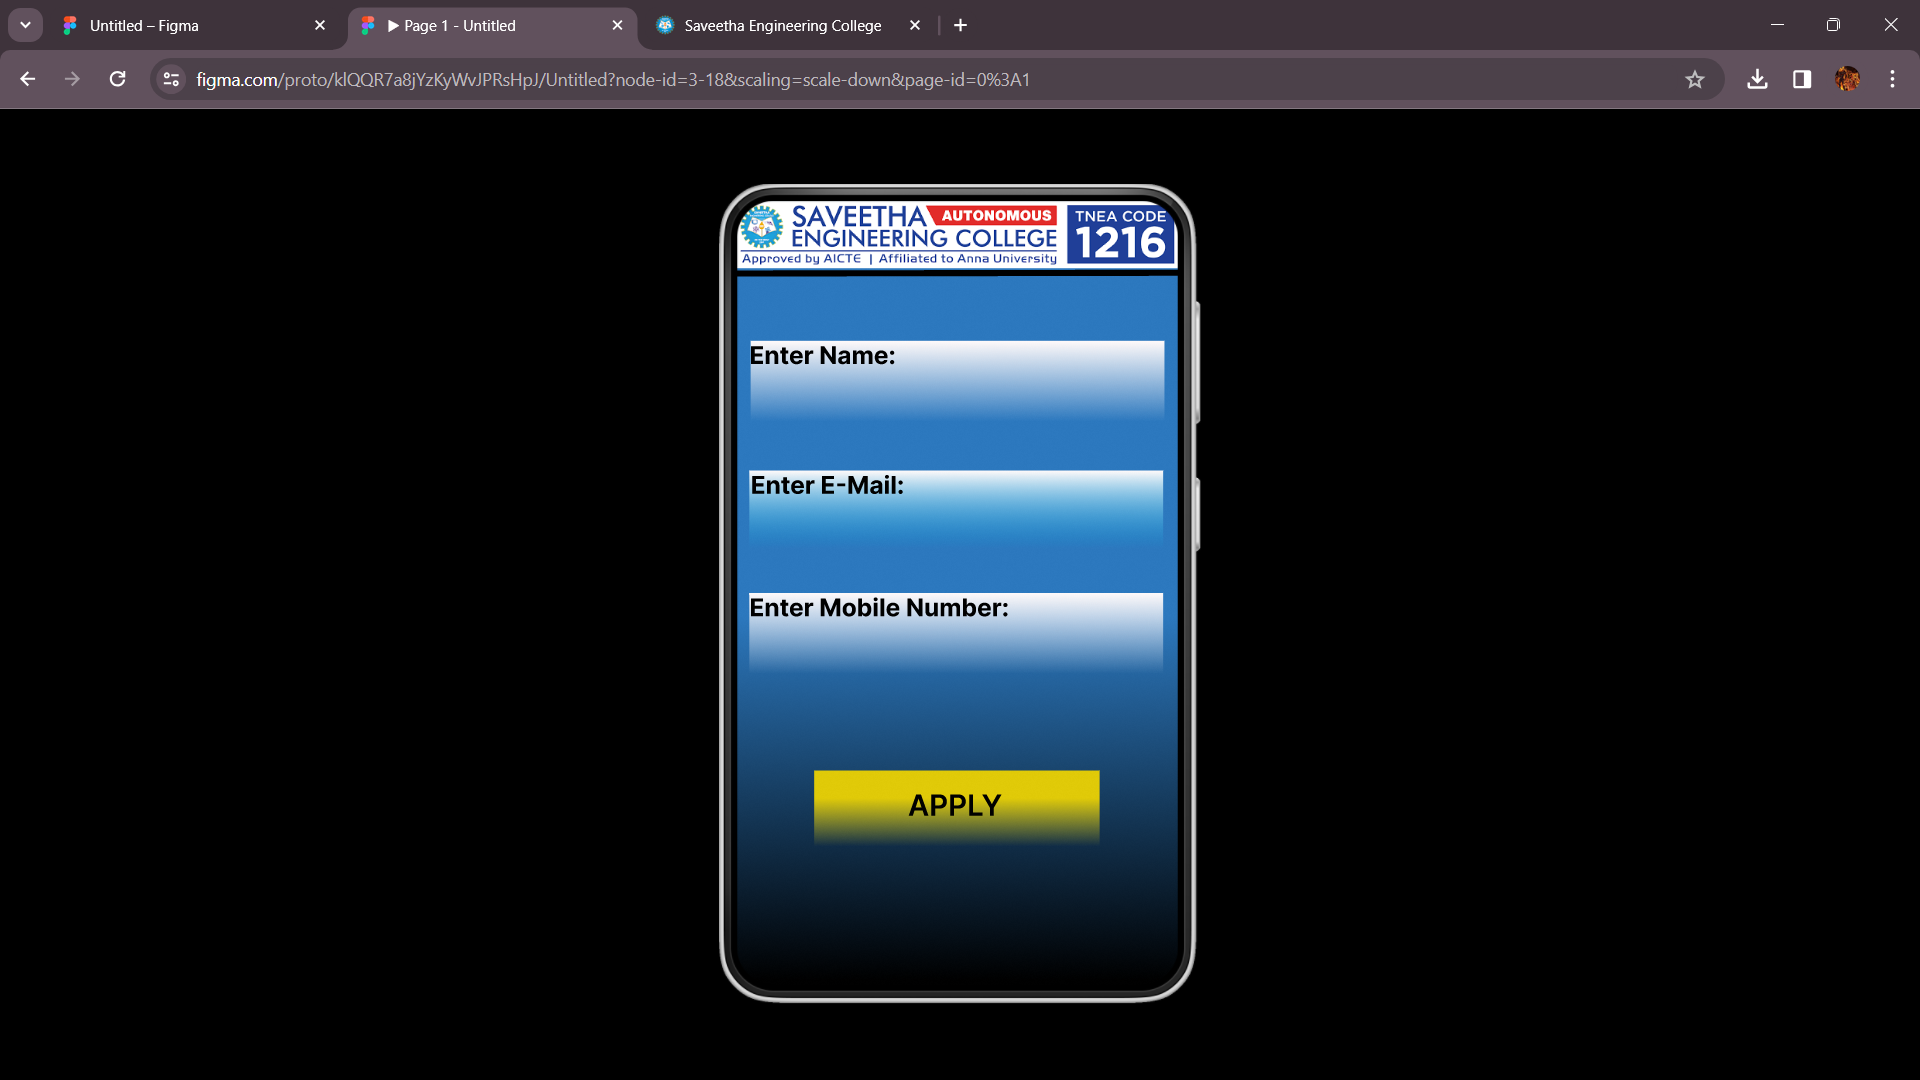 Untitled – Figma
Page 1 - Untitled
Saveetha Engineering College
figma.com/proto/klQQR7a8jYzKyWvJPRsHpJ/Untitled?node-id=3-18&scaling=scale-down&page-id=0%3A1
SAVEETHA AUTONOMOUS
ENGINEERING COLLEGE
Approved by AICTE | Affiliated to Anna University
TNEA CODE
1216
Enter Name:
Enter E-Mail:
Enter Mobile Number:
APPLY